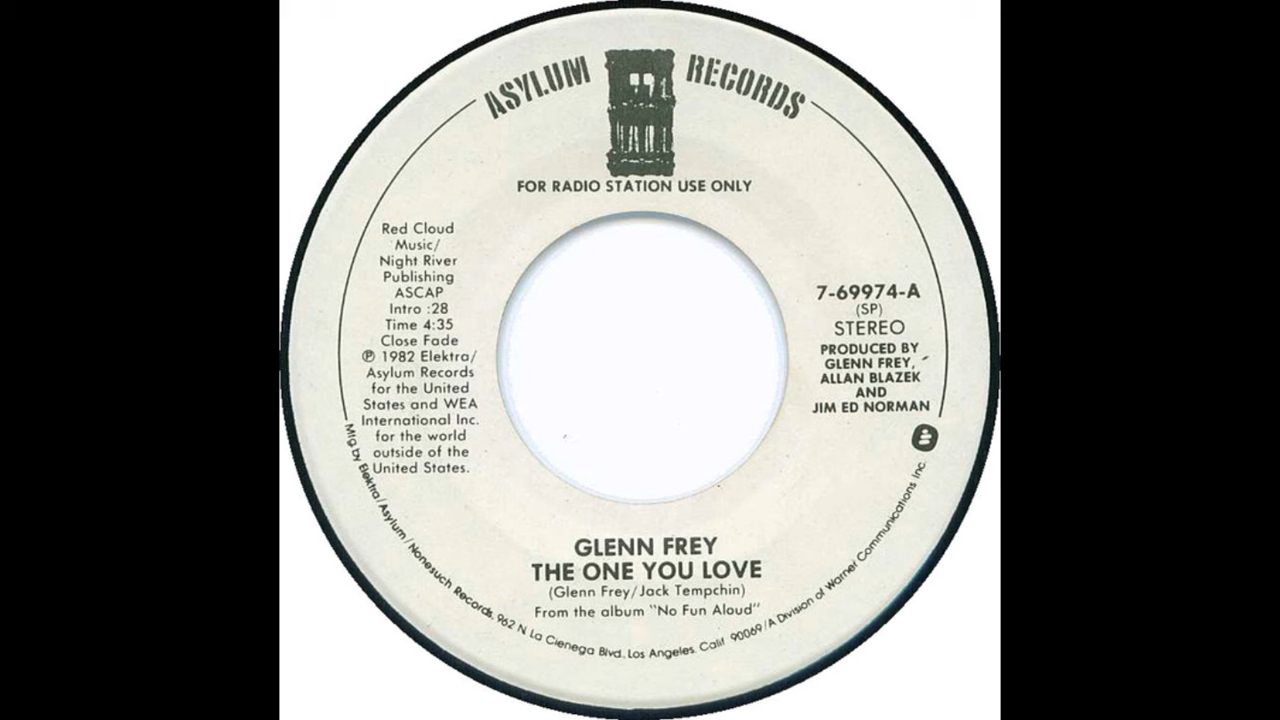 ASYLUM RECORDS
FOR RADIO STATION USE ONLY
Red Cloud
Music/
Night River
Publishing
ASCAP
Intro :28
Time 4:35
Close Fade
℗ 1982 Elektra/
Asylum Records
for the United
States and WEA
International Inc.
for the world
outside of the
United States.
7-69974-A
(SP)
STEREO
PRODUCED BY
GLENN FREY,
ALLAN BLAZEK
AND
JIM ED NORMAN
GLENN FREY
THE ONE YOU LOVE
(Glenn Frey/Jack Tempchin)
From the album "No Fun Aloud"
Mfg by Elektra/Asylum/Nonesuch Records, 962 N. La Cienega Blvd., Los Angeles. Calif 90069/A Division of Warner Communications Inc